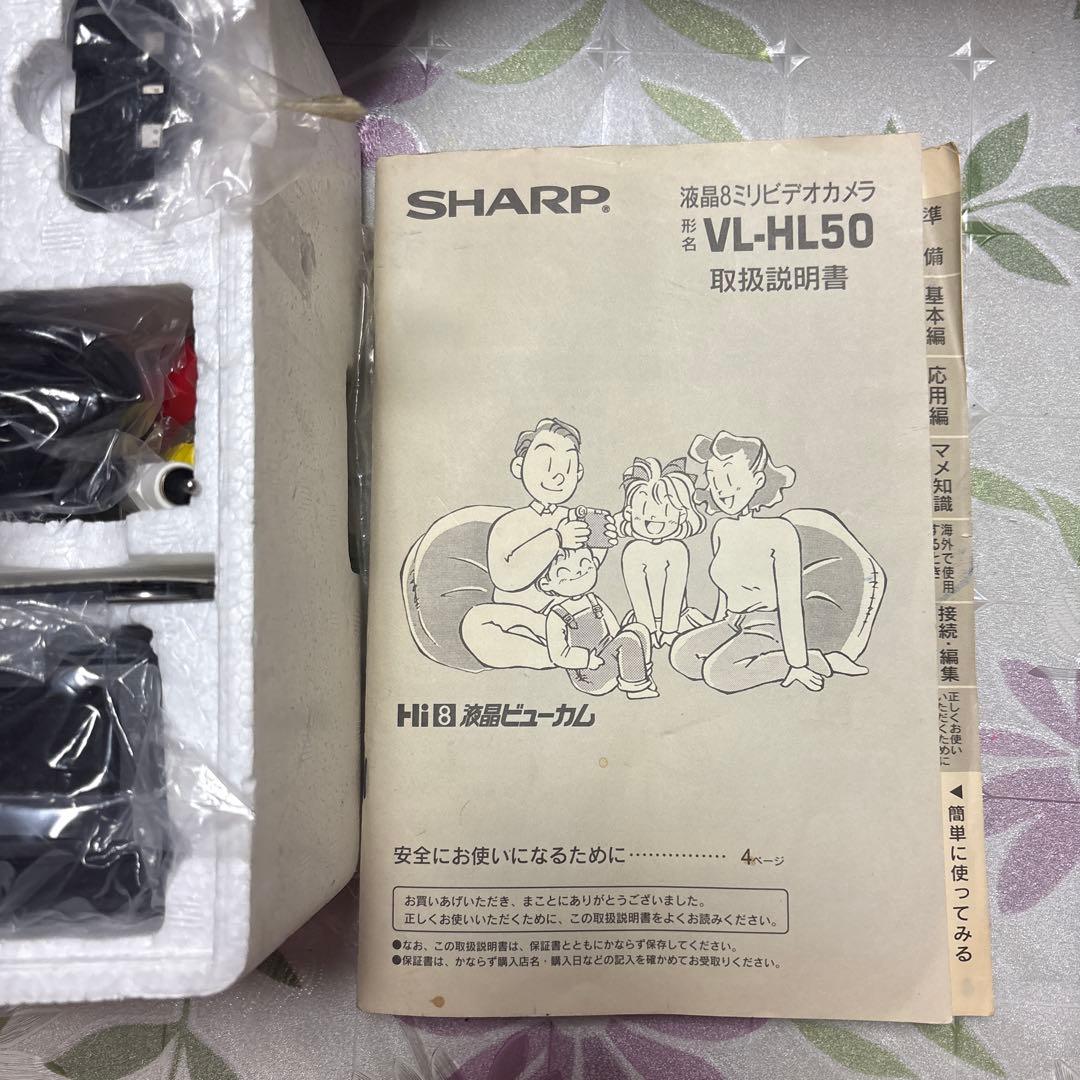 SHARP®
液晶8ミリビデオカメラ
形名 VL-HL50
取扱説明書
Hi8 液晶ビューカム
安全にお使いになるために‥‥‥‥‥ 4ページ
お買いあげいただき、まことにありがとうございました。
正しくお使いいただくために、この取扱説明書をよくお読みください。
●なお、この取扱説明書は、保証書とともにかならず保存してください。
●保証書は、かならず購入店名・購入日などの記入を確かめてお受取りください。
準備
基本編
応用編
マメ知識
海外で使用
するとき
接続・編集
正しくお使い
いただくために
◀簡単に使ってみる